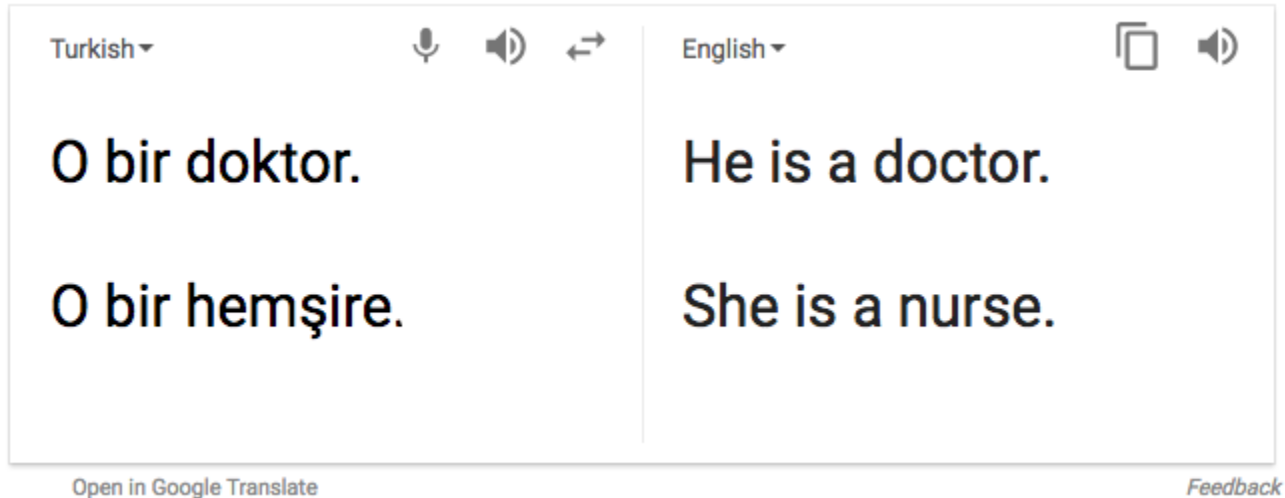 Turkish English
O bir doktor. He is a doctor.
O bir hemşire. She is a nurse.
Open in Google Translate Feedback